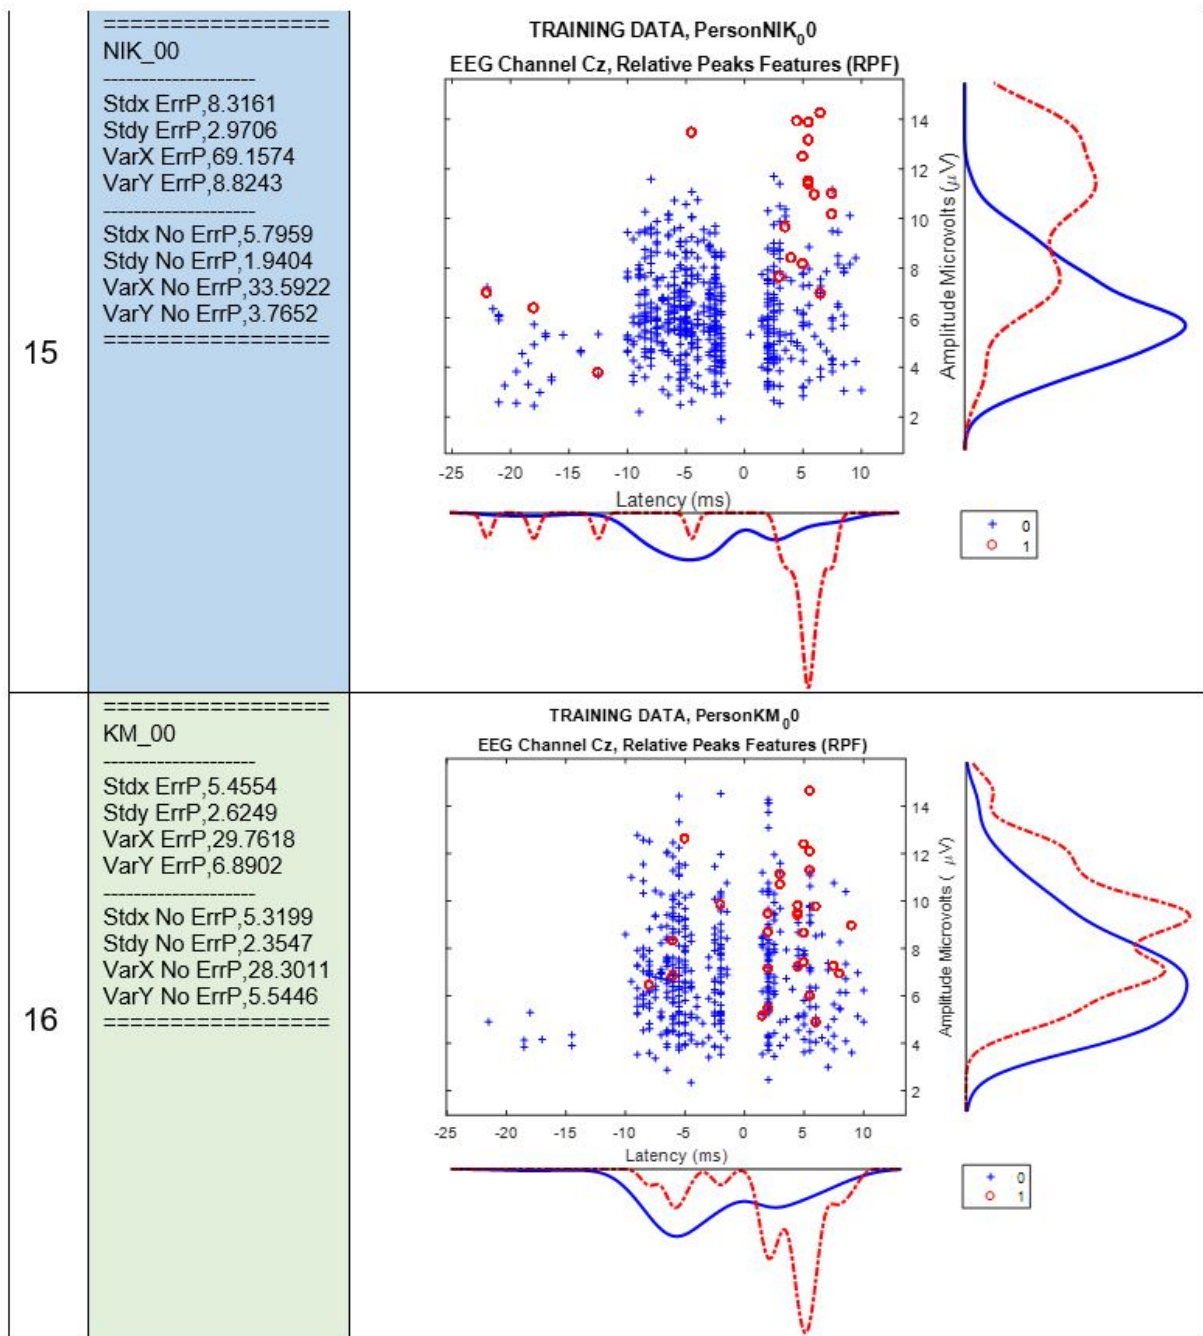 15
==================
NIK_00
--------------------
Stdx ErrP,8.3161
Stdy ErrP,2.9706
VarX ErrP,69.1574
VarY ErrP,8.8243
--------------------
Stdx No ErrP,5.7959
Stdy No ErrP,1.9404
VarX No ErrP,33.5922
VarY No ErrP,3.7652
==================
TRAINING DATA, PersonNIK₀0
EEG Channel Cz, Relative Peaks Features (RPF)
14
12
10
8
6
4
2
Amplitude Microvolts (μV)
-25 -20 -15 -10 -5 0 5 10
Latency (ms)
0
1
16
==================
KM_00
--------------------
Stdx ErrP,5.4554
Stdy ErrP,2.6249
VarX ErrP,29.7618
VarY ErrP,6.8902
--------------------
Stdx No ErrP,5.3199
Stdy No ErrP,2.3547
VarX No ErrP,28.3011
VarY No ErrP,5.5446
==================
TRAINING DATA, PersonKM₀0
EEG Channel Cz, Relative Peaks Features (RPF)
14
12
10
8
6
4
2
Amplitude Microvolts ( μV)
-25 -20 -15 -10 -5 0 5 10
Latency (ms)
0
1